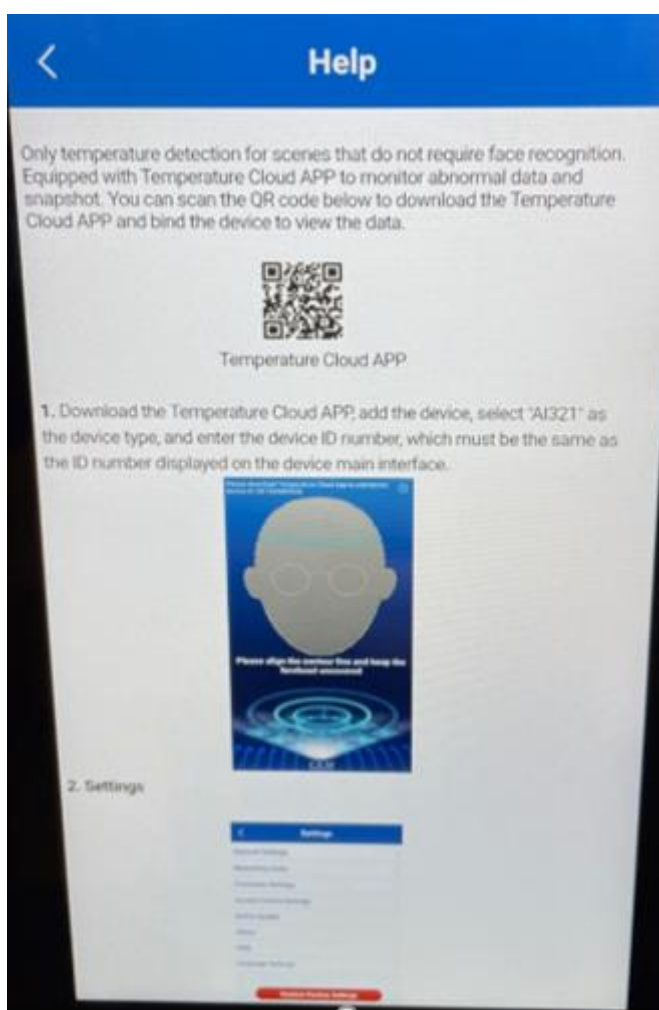 Help
Only temperature detection for scenes that do not require face recognition.
Equipped with Temperature Cloud APP to monitor abnormal data and
snapshot. You can scan the QR code below to download the Temperature
Cloud APP and bind the device to view the data.
Temperature Cloud APP
1. Download the Temperature Cloud APP, add the device, select "AI321" as
the device type, and enter the device ID number, which must be the same as
the ID number displayed on the device main interface.
Please align the contour line and keep the
forehead uncovered
2. Settings
Settings